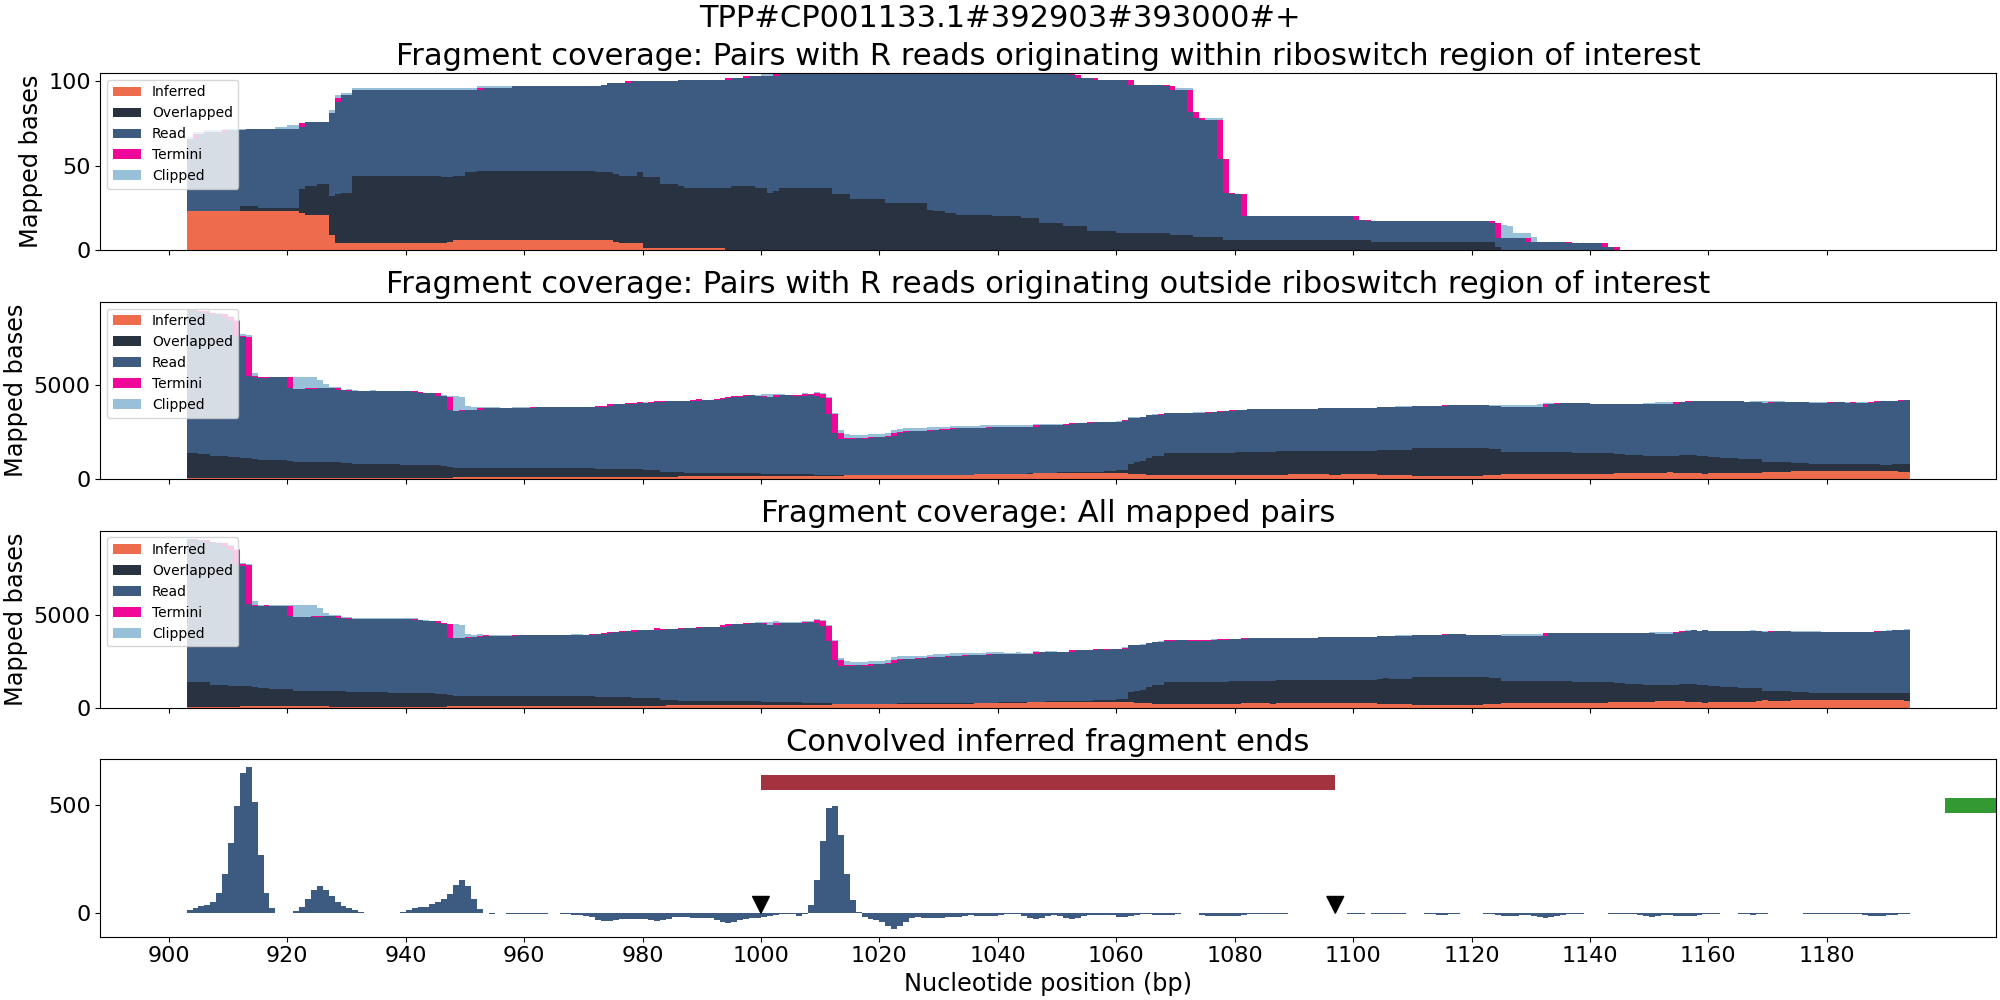 TPP#CP001133.1#392903#393000#+
Fragment coverage: Pairs with R reads originating within riboswitch region of interest
Mapped bases
100
50
0
Inferred
Overlapped
Read
Termini
Clipped
Fragment coverage: Pairs with R reads originating outside riboswitch region of interest
Mapped bases
5000
0
Inferred
Overlapped
Read
Termini
Clipped
Fragment coverage: All mapped pairs
Mapped bases
5000
0
Inferred
Overlapped
Read
Termini
Clipped
Convolved inferred fragment ends
500
0
900 920 940 960 980 1000 1020 1040 1060 1080 1100 1120 1140 1160 1180
Nucleotide position (bp)